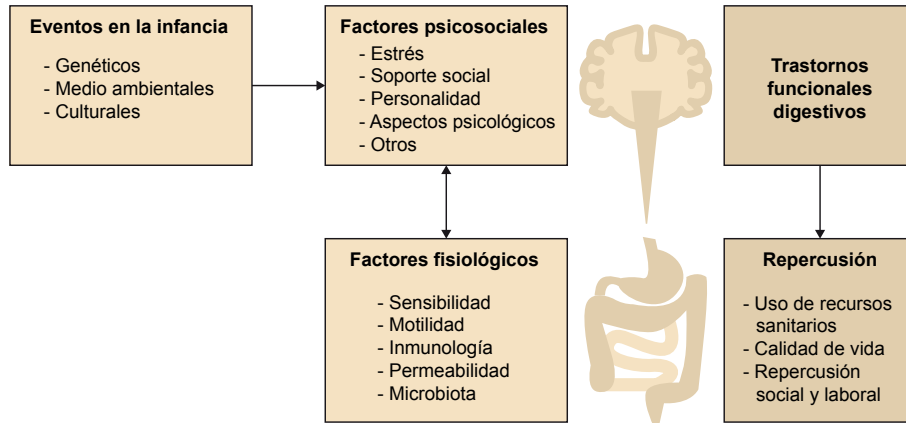 Eventos en la infancia
- Genéticos
- Medio ambientales
- Culturales
Factores psicosociales
- Estrés
- Soporte social
- Personalidad
- Aspectos psicológicos
- Otros
Trastornos
funcionales
digestivos
Factores fisiológicos
- Sensibilidad
- Motilidad
- Inmunología
- Permeabilidad
- Microbiota
Repercusión
- Uso de recursos
sanitarios
- Calidad de vida
- Repercusión
social y laboral